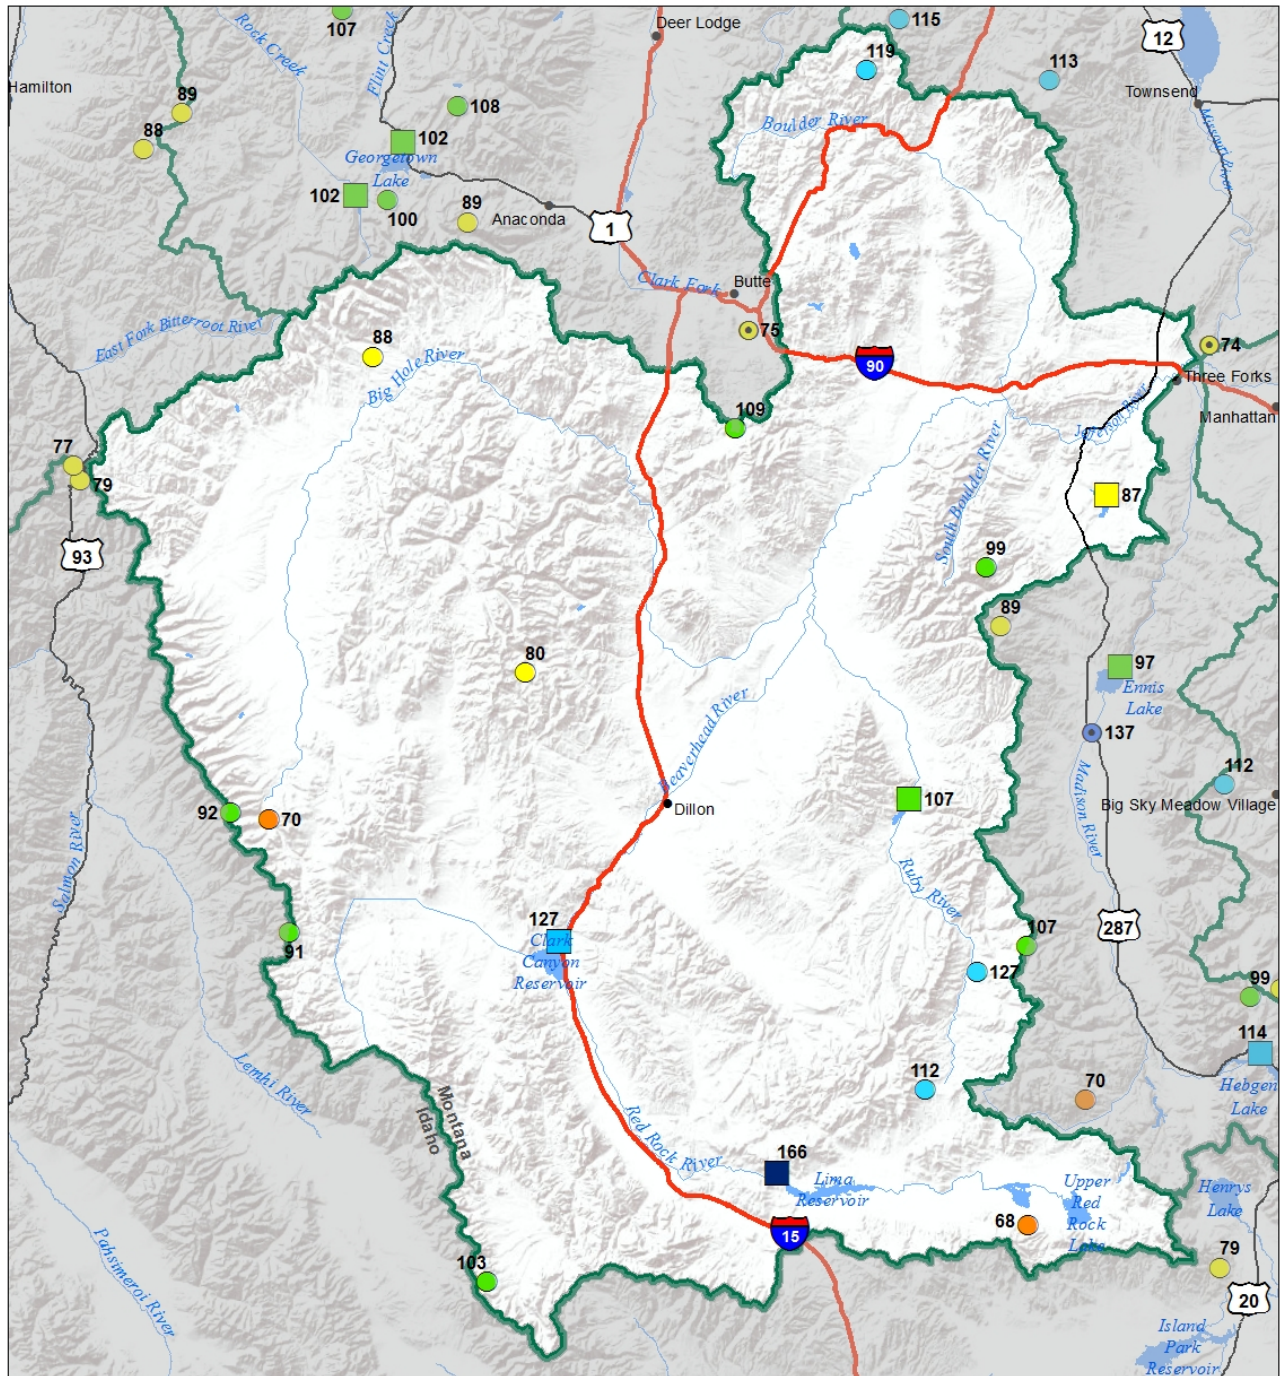 107
Rock Creek
Flint Creek
Deer Lodge
115
12
119
113
Hamilton
Townsend
89
88
108
102
Boulder River
Missouri River
Georgetown
Lake
102
100
89
Anaconda
1
Clark Fork
Butte
75
East Fork Bitterroot River
88
Big Hole River
90
74
Three Forks
Manhattan
Jefferson River
109
77
79
87
South Boulder River
93
99
89
80
97
Ennis
Lake
137
Beaverhead River
112
Big Sky Meadow Village
Madison River
Dillon
107
92
70
Salmon River
Ruby River
127
Clark
Canyon
Reservoir
91
107
287
127
99
114
Hebgen
Lake
Lemhi River
Montana
Idaho
112
70
Red Rock River
166
Lima
Reservoir
Upper
Red
Rock
Lake
Henrys
Lake
68
15
79
103
Pahsimeroi River
20
Island
Park
Reservoir